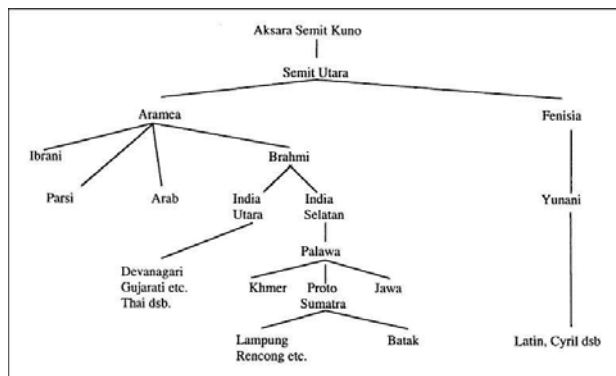 Aksara Semit Kuno
Semit Utara
Aramea
Fenisia
Ibrani
Brahmi
Parsi
Arab
India
Utara
India
Selatan
Yunani
Palawa
Devanagari
Gujarati etc.
Thai dsb.
Khmer
Proto
Sumatra
Jawa
Lampung
Rencong etc.
Batak
Latin, Cyril dsb